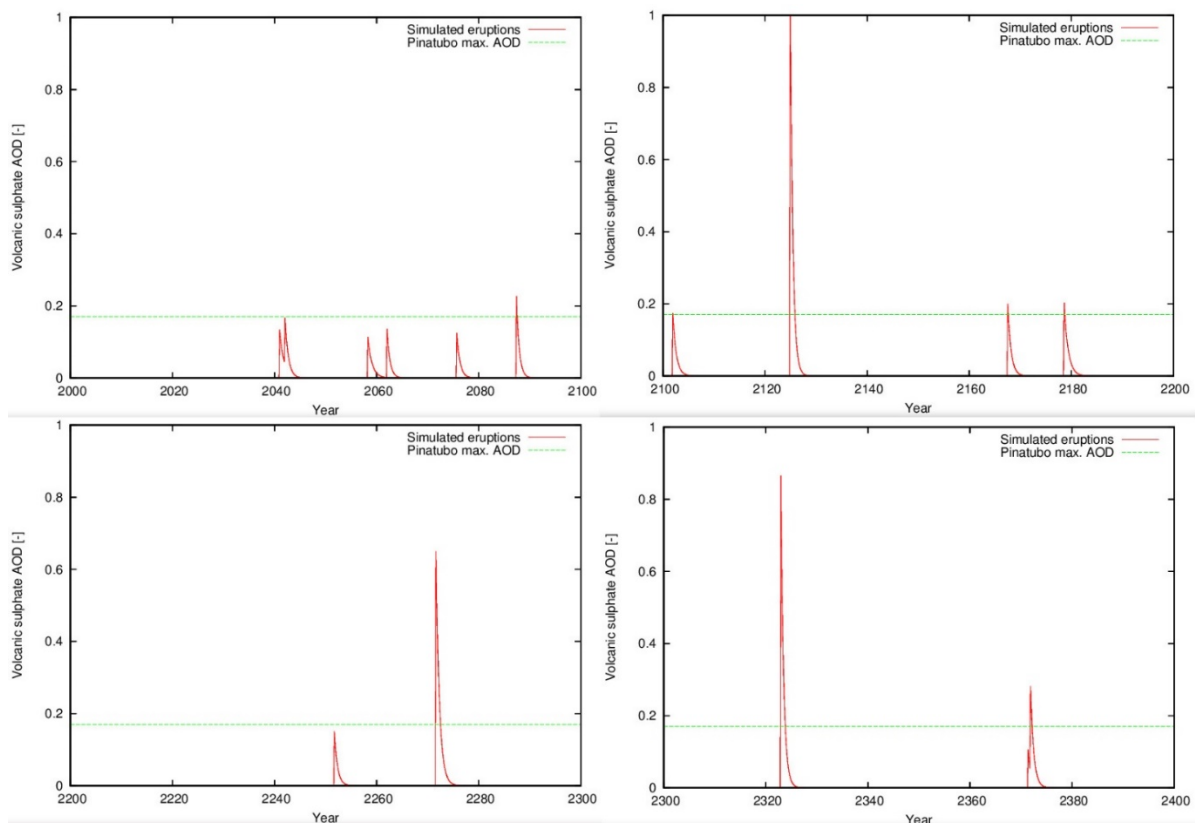 Simulated eruptions
Pinatubo max. AOD
Volcanic sulphate AOD [-]
1
0.8
0.6
0.4
0.2
0
2000 2020 2040 2060 2080 2100
Year
Simulated eruptions
Pinatubo max. AOD
Volcanic sulphate AOD [-]
1
0.8
0.6
0.4
0.2
0
2100 2120 2140 2160 2180 2200
Year
Simulated eruptions
Pinatubo max. AOD
Volcanic sulphate AOD [-]
1
0.8
0.6
0.4
0.2
0
2200 2220 2240 2260 2280 2300
Year
Simulated eruptions
Pinatubo max. AOD
Volcanic sulphate AOD [-]
1
0.8
0.6
0.4
0.2
0
2300 2320 2340 2360 2380 2400
Year